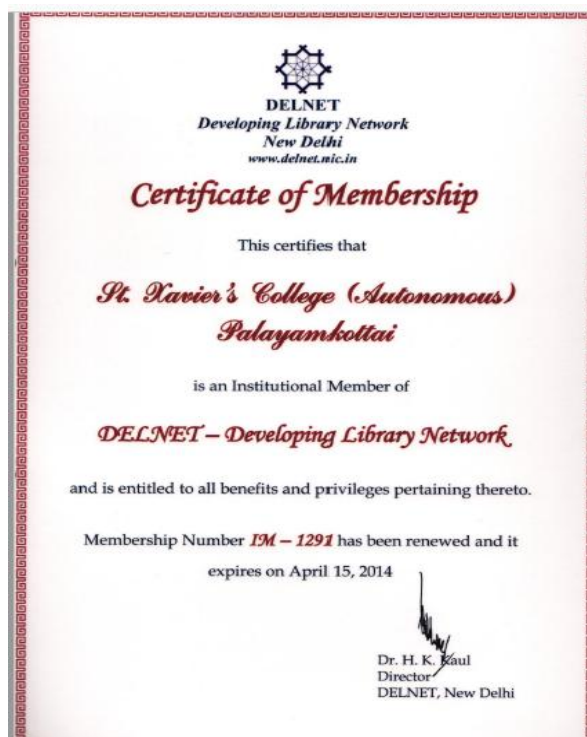 DELNET
Developing Library Network
New Delhi
www.delnet.nic.in
Certificate of Membership
This certifies that
St. Xavier's College (Autonomous)
Palayamkottai
is an Institutional Member of
DELNET – Developing Library Network
and is entitled to all benefits and privileges pertaining thereto.
Membership Number IM – 1291 has been renewed and it
expires on April 15, 2014
Dr. H. K. Kaul
Director
DELNET, New Delhi